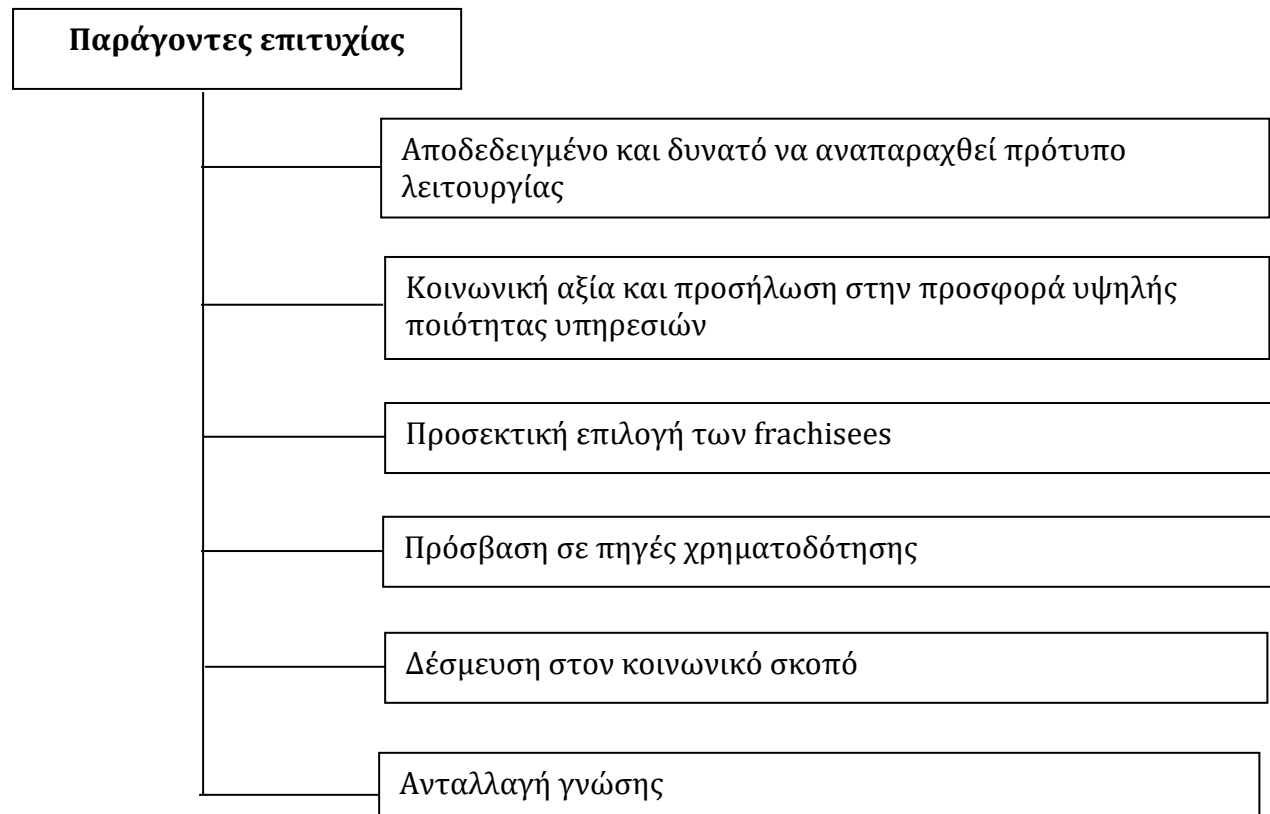 Παράγοντες επιτυχίας
Αποδεδειγμένο και δυνατό να αναπαραχθεί πρότυπο
λειτουργίας
Κοινωνική αξία και προσήλωση στην προσφορά υψηλής
ποιότητας υπηρεσιών
Προσεκτική επιλογή των frachisees
Πρόσβαση σε πηγές χρηματοδότησης
Δέσμευση στον κοινωνικό σκοπό
Ανταλλαγή γνώσης